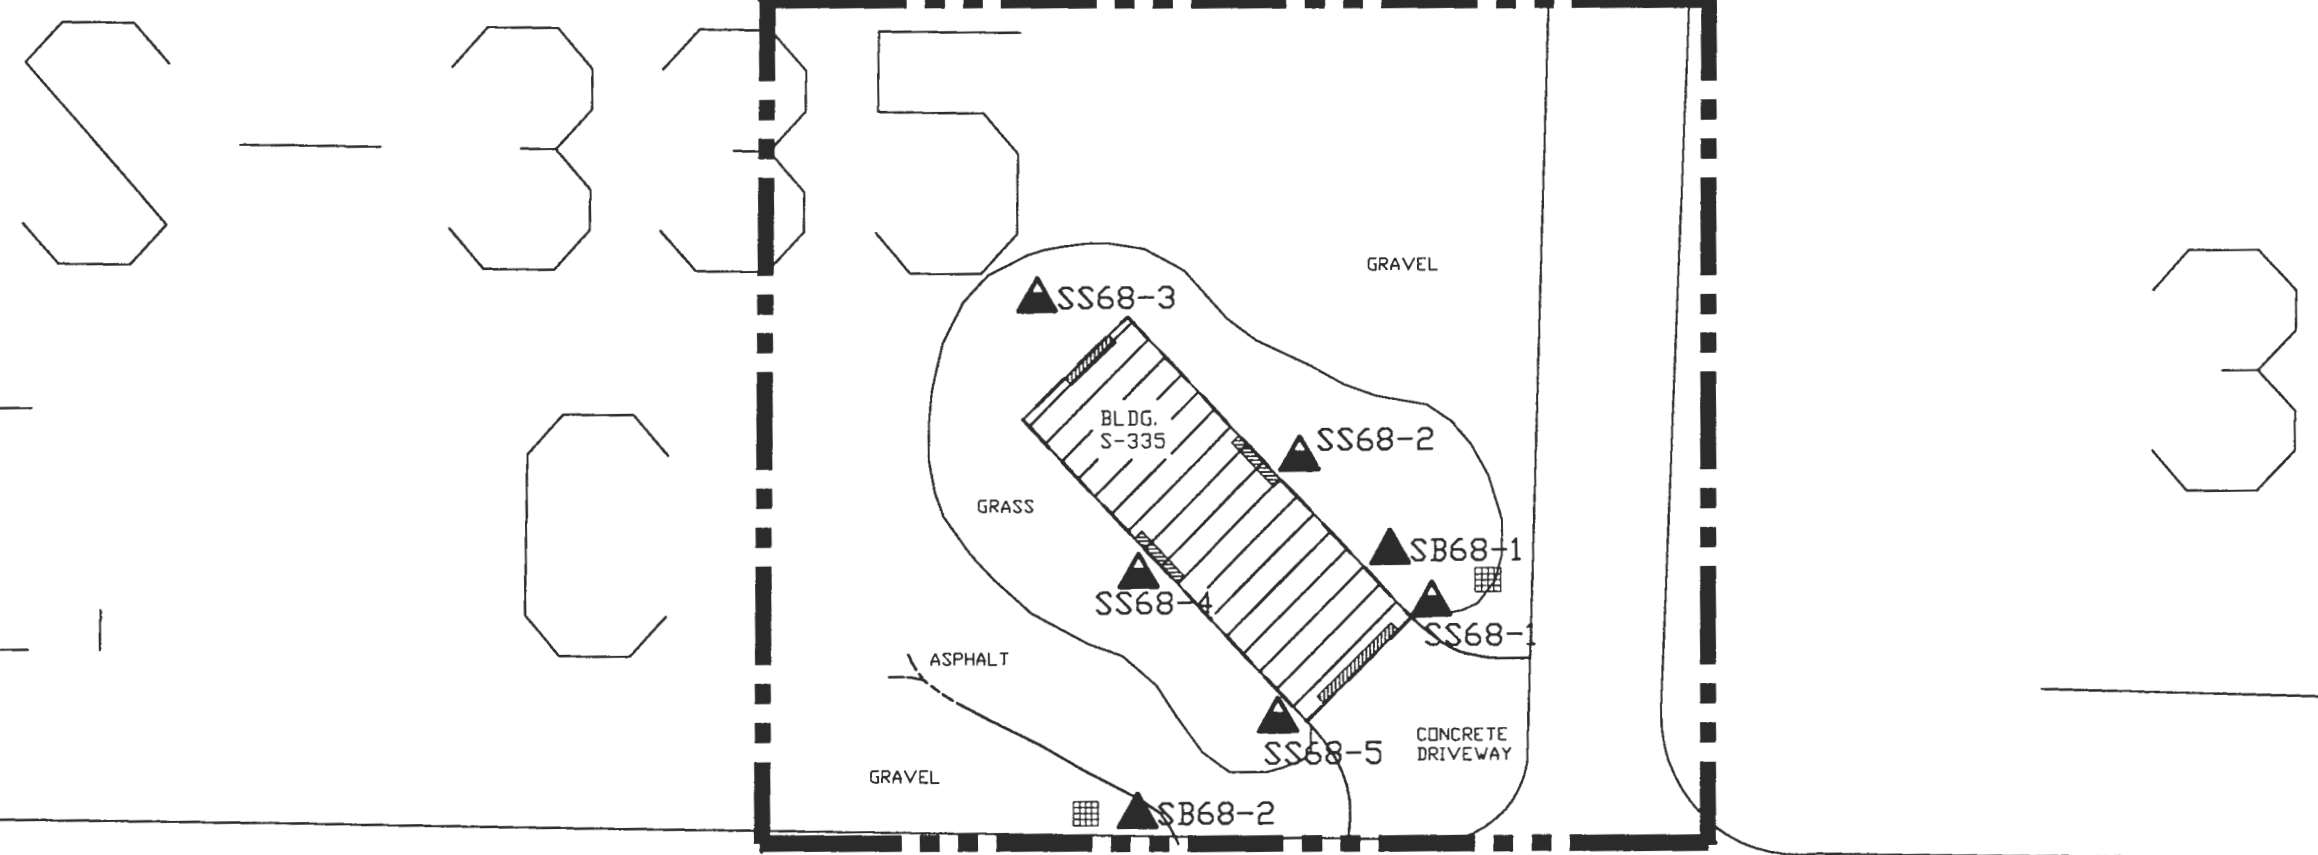 S-335
3
C
GRAVEL
SS68-3
BLDG.
S-335
SS68-2
GRASS
SB68-1
SS68-4
SS68-1
ASPHALT
CONCRETE
DRIVEWAY
SS68-5
GRAVEL
SB68-2